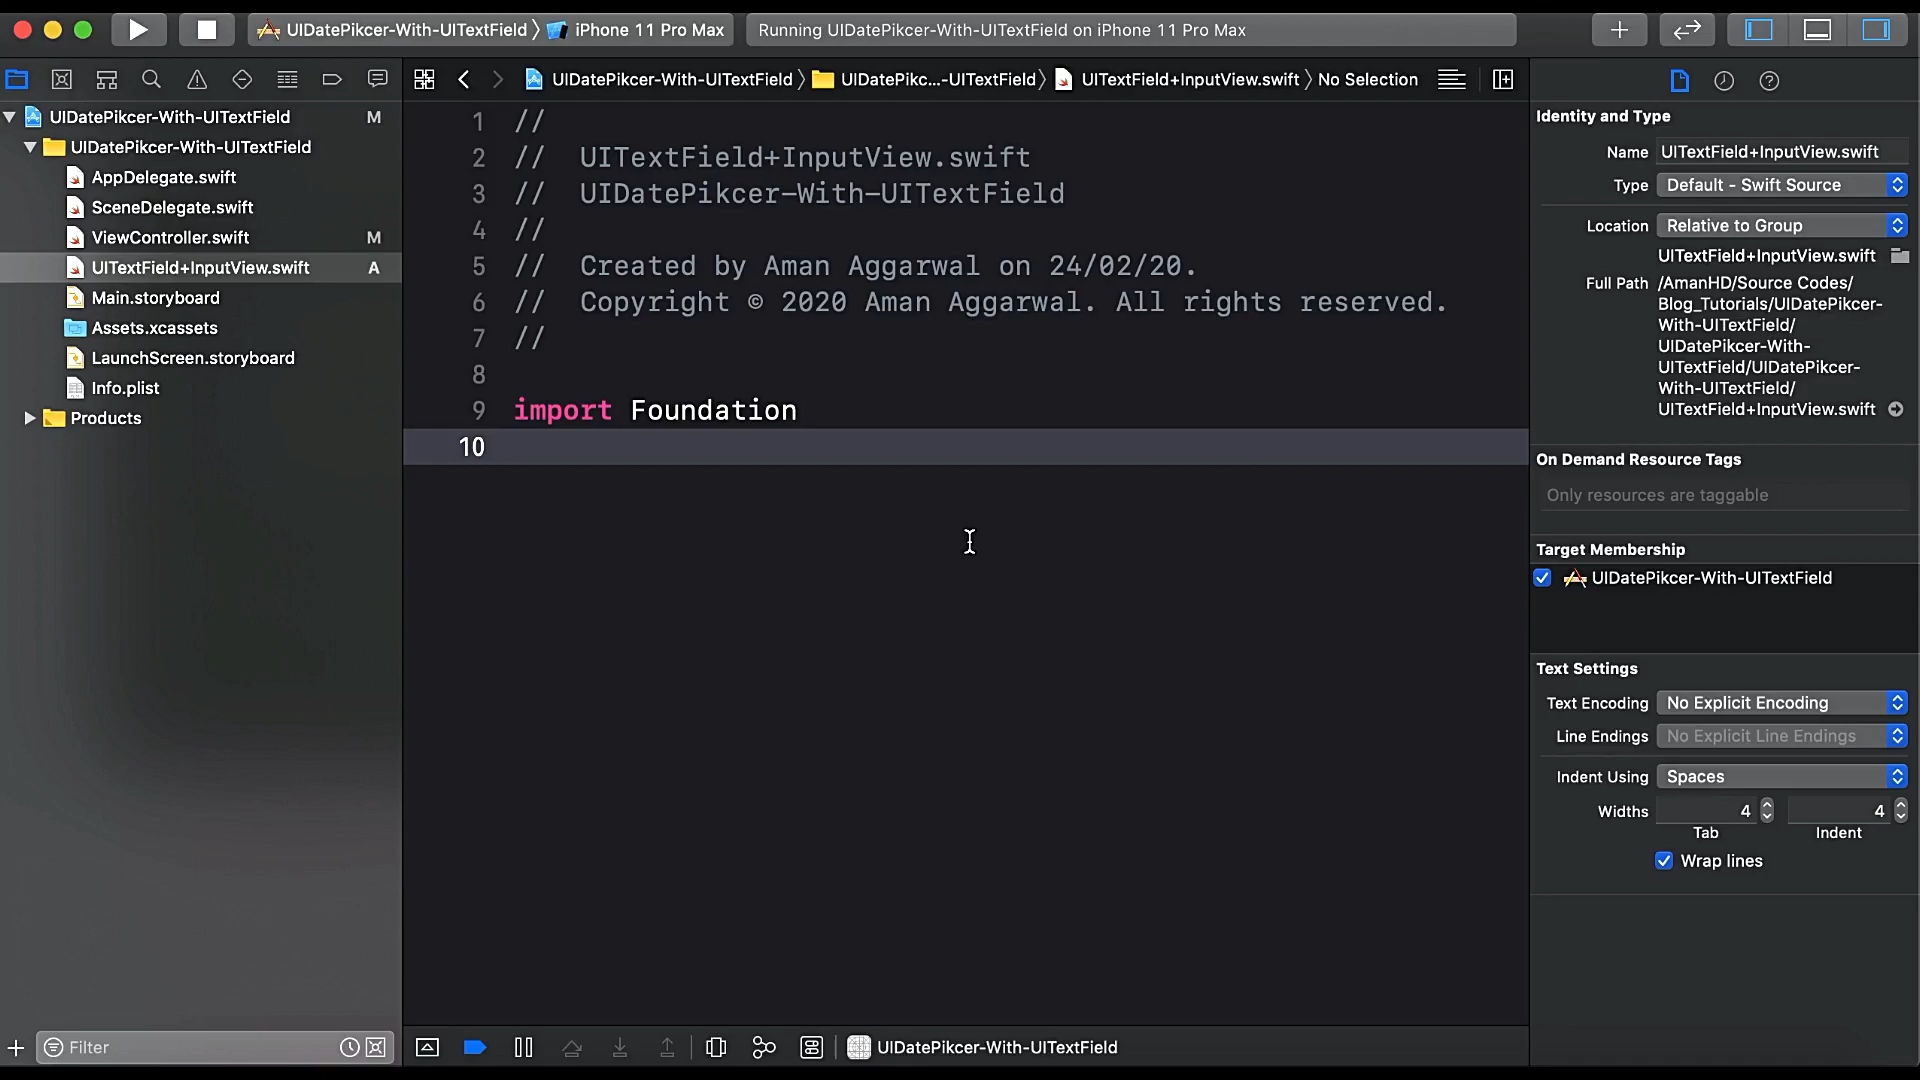 UIDatePikcer-With-UITextField
iPhone 11 Pro Max
Running UIDatePikcer-With-UITextField on iPhone 11 Pro Max
UIDatePikcer-With-UITextField M
UIDatePikcer-With-UITextField
AppDelegate.swift
SceneDelegate.swift
ViewController.swift M
UITextField+InputView.swift A
Main.storyboard
Assets.xcassets
LaunchScreen.storyboard
Info.plist
Products
Filter
UIDatePikcer-With-UITextField
UIDatePikc...-UITextField
UITextField+InputView.swift
No Selection
1 //
2 // UITextField+InputView.swift
3 // UIDatePikcer-With-UITextField
4 //
5 // Created by Aman Aggarwal on 24/02/20.
6 // Copyright © 2020 Aman Aggarwal. All rights reserved.
7 //
8
9 import Foundation
10
UIDatePikcer-With-UITextField
Identity and Type
Name UITextField+InputView.swift
Type Default - Swift Source
Location Relative to Group
UITextField+InputView.swift
Full Path /AmanHD/Source Codes/
Blog_Tutorials/UIDatePikcer-
With-UITextField/
UIDatePikcer-With-
UITextField/UIDatePikcer-
With-UITextField/
UITextField+InputView.swift
On Demand Resource Tags
Only resources are taggable
Target Membership
UIDatePikcer-With-UITextField
Text Settings
Text Encoding No Explicit Encoding
Line Endings No Explicit Line Endings
Indent Using Spaces
Widths 4 4
Tab Indent
Wrap lines